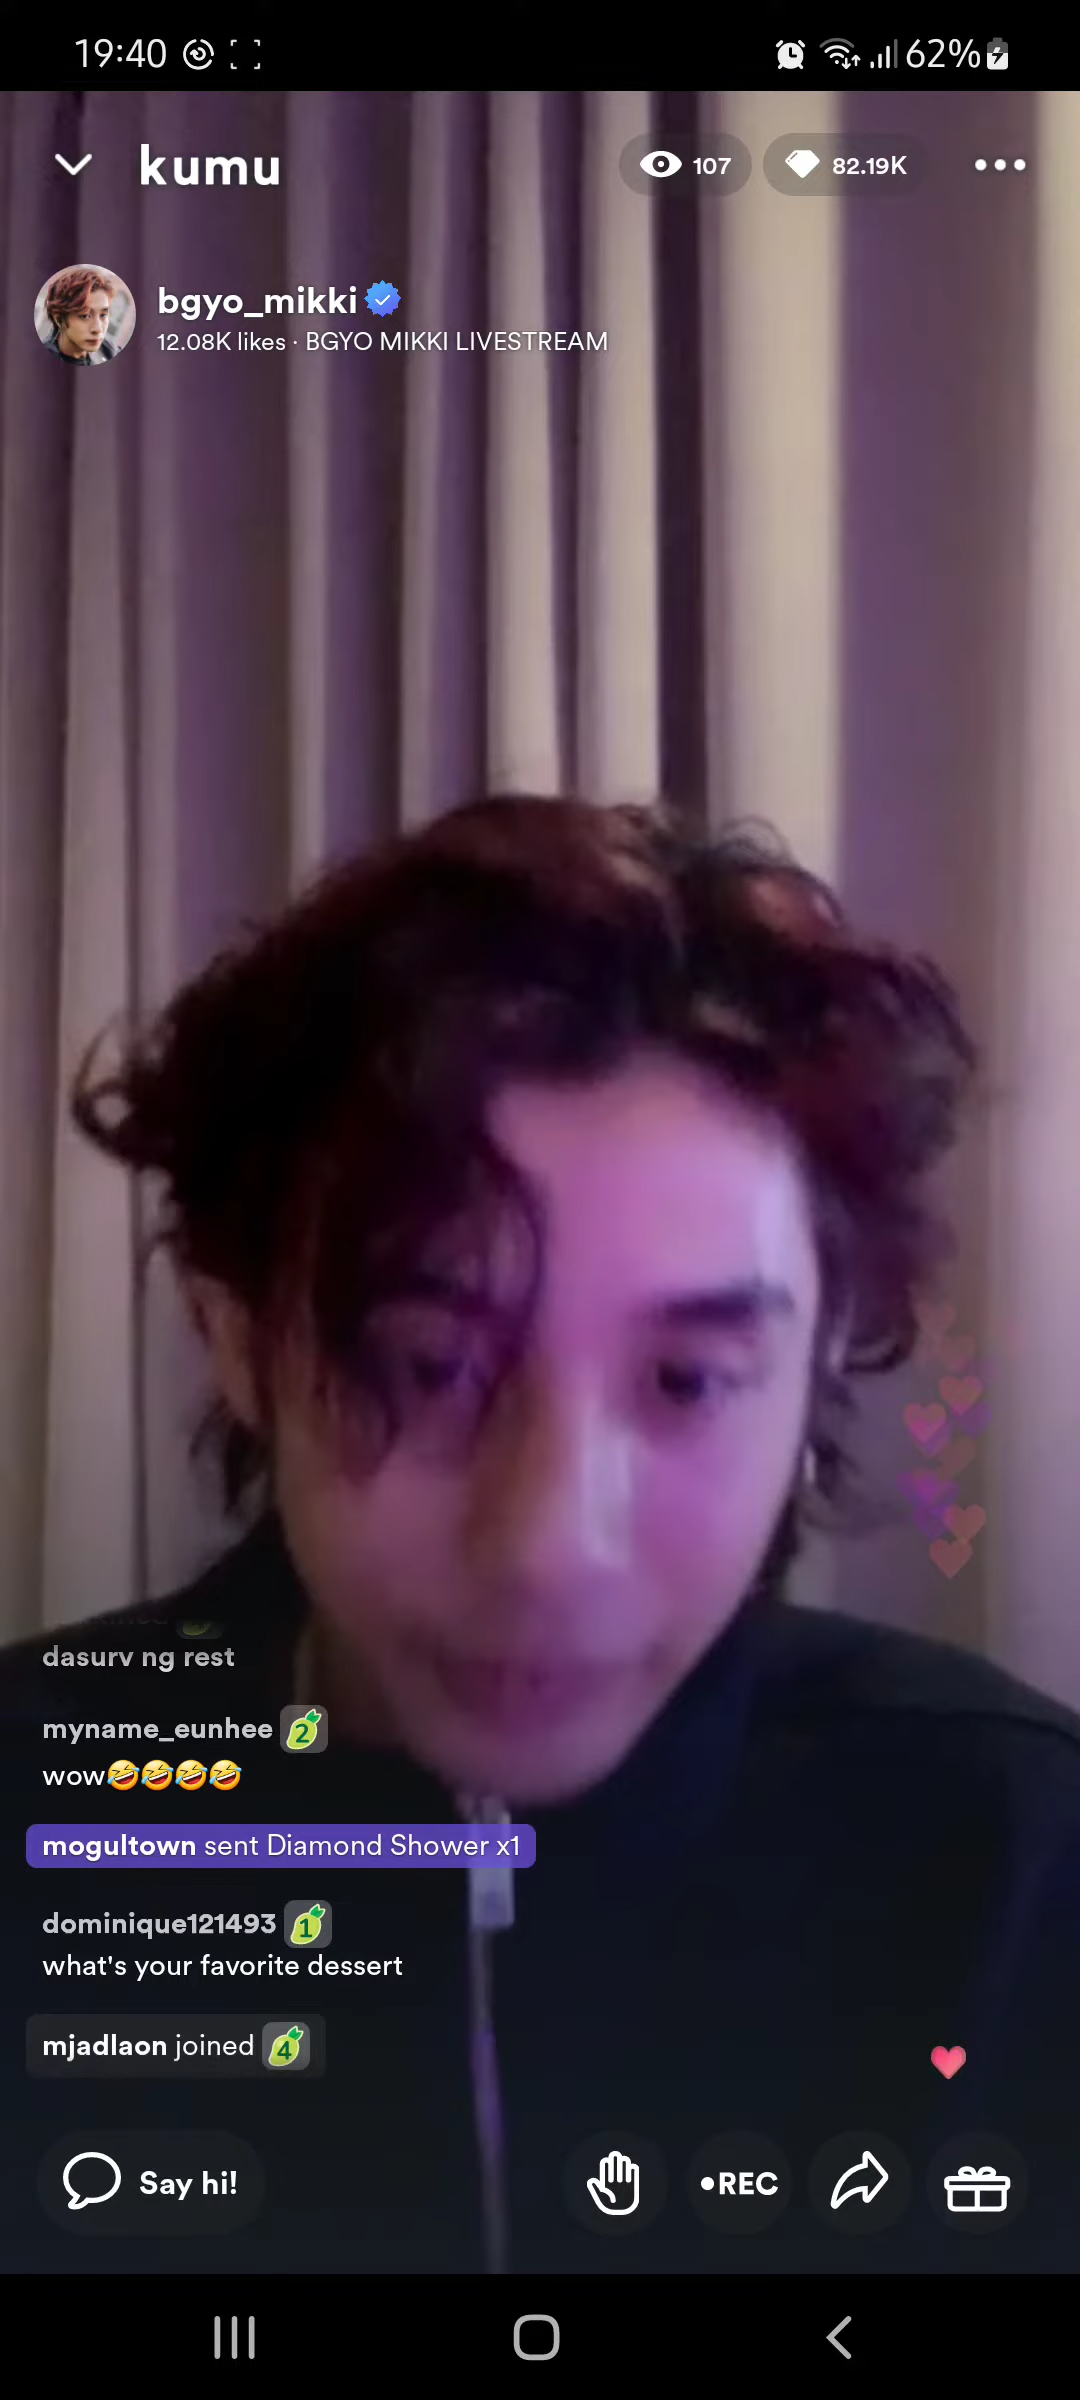 19:40 62%
kumu 107 82.19K
bgyo_mikki
12.08K likes · BGYO MIKKI LIVESTREAM
dasurv ng rest
myname_eunhee 2
wow🤣🤣🤣🤣
mogultown sent Diamond Shower x1
dominique121493 1
what's your favorite dessert
mjadlaon joined 4
Say hi! •REC